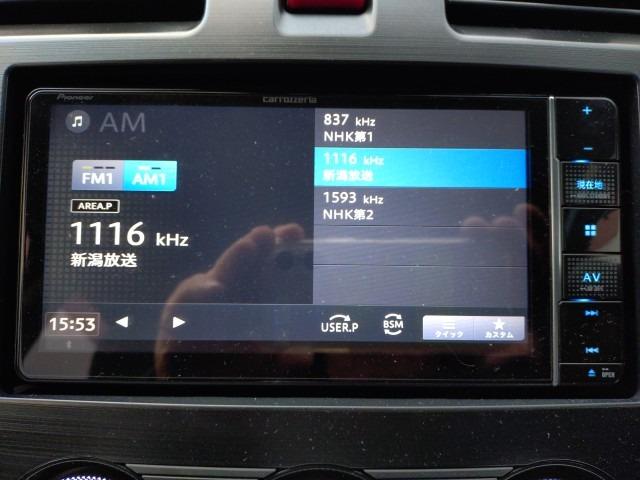 Pioneer
carrozzeria
AM
FM1 AM1
AREA.P
1116 kHz
新潟放送
837 kHz
NHK第1
1116 kHz
新潟放送
1593 kHz
NHK第2
15:53
USER.P
BSM
クイック
カスタム
+
-
現在地
AV
OPEN